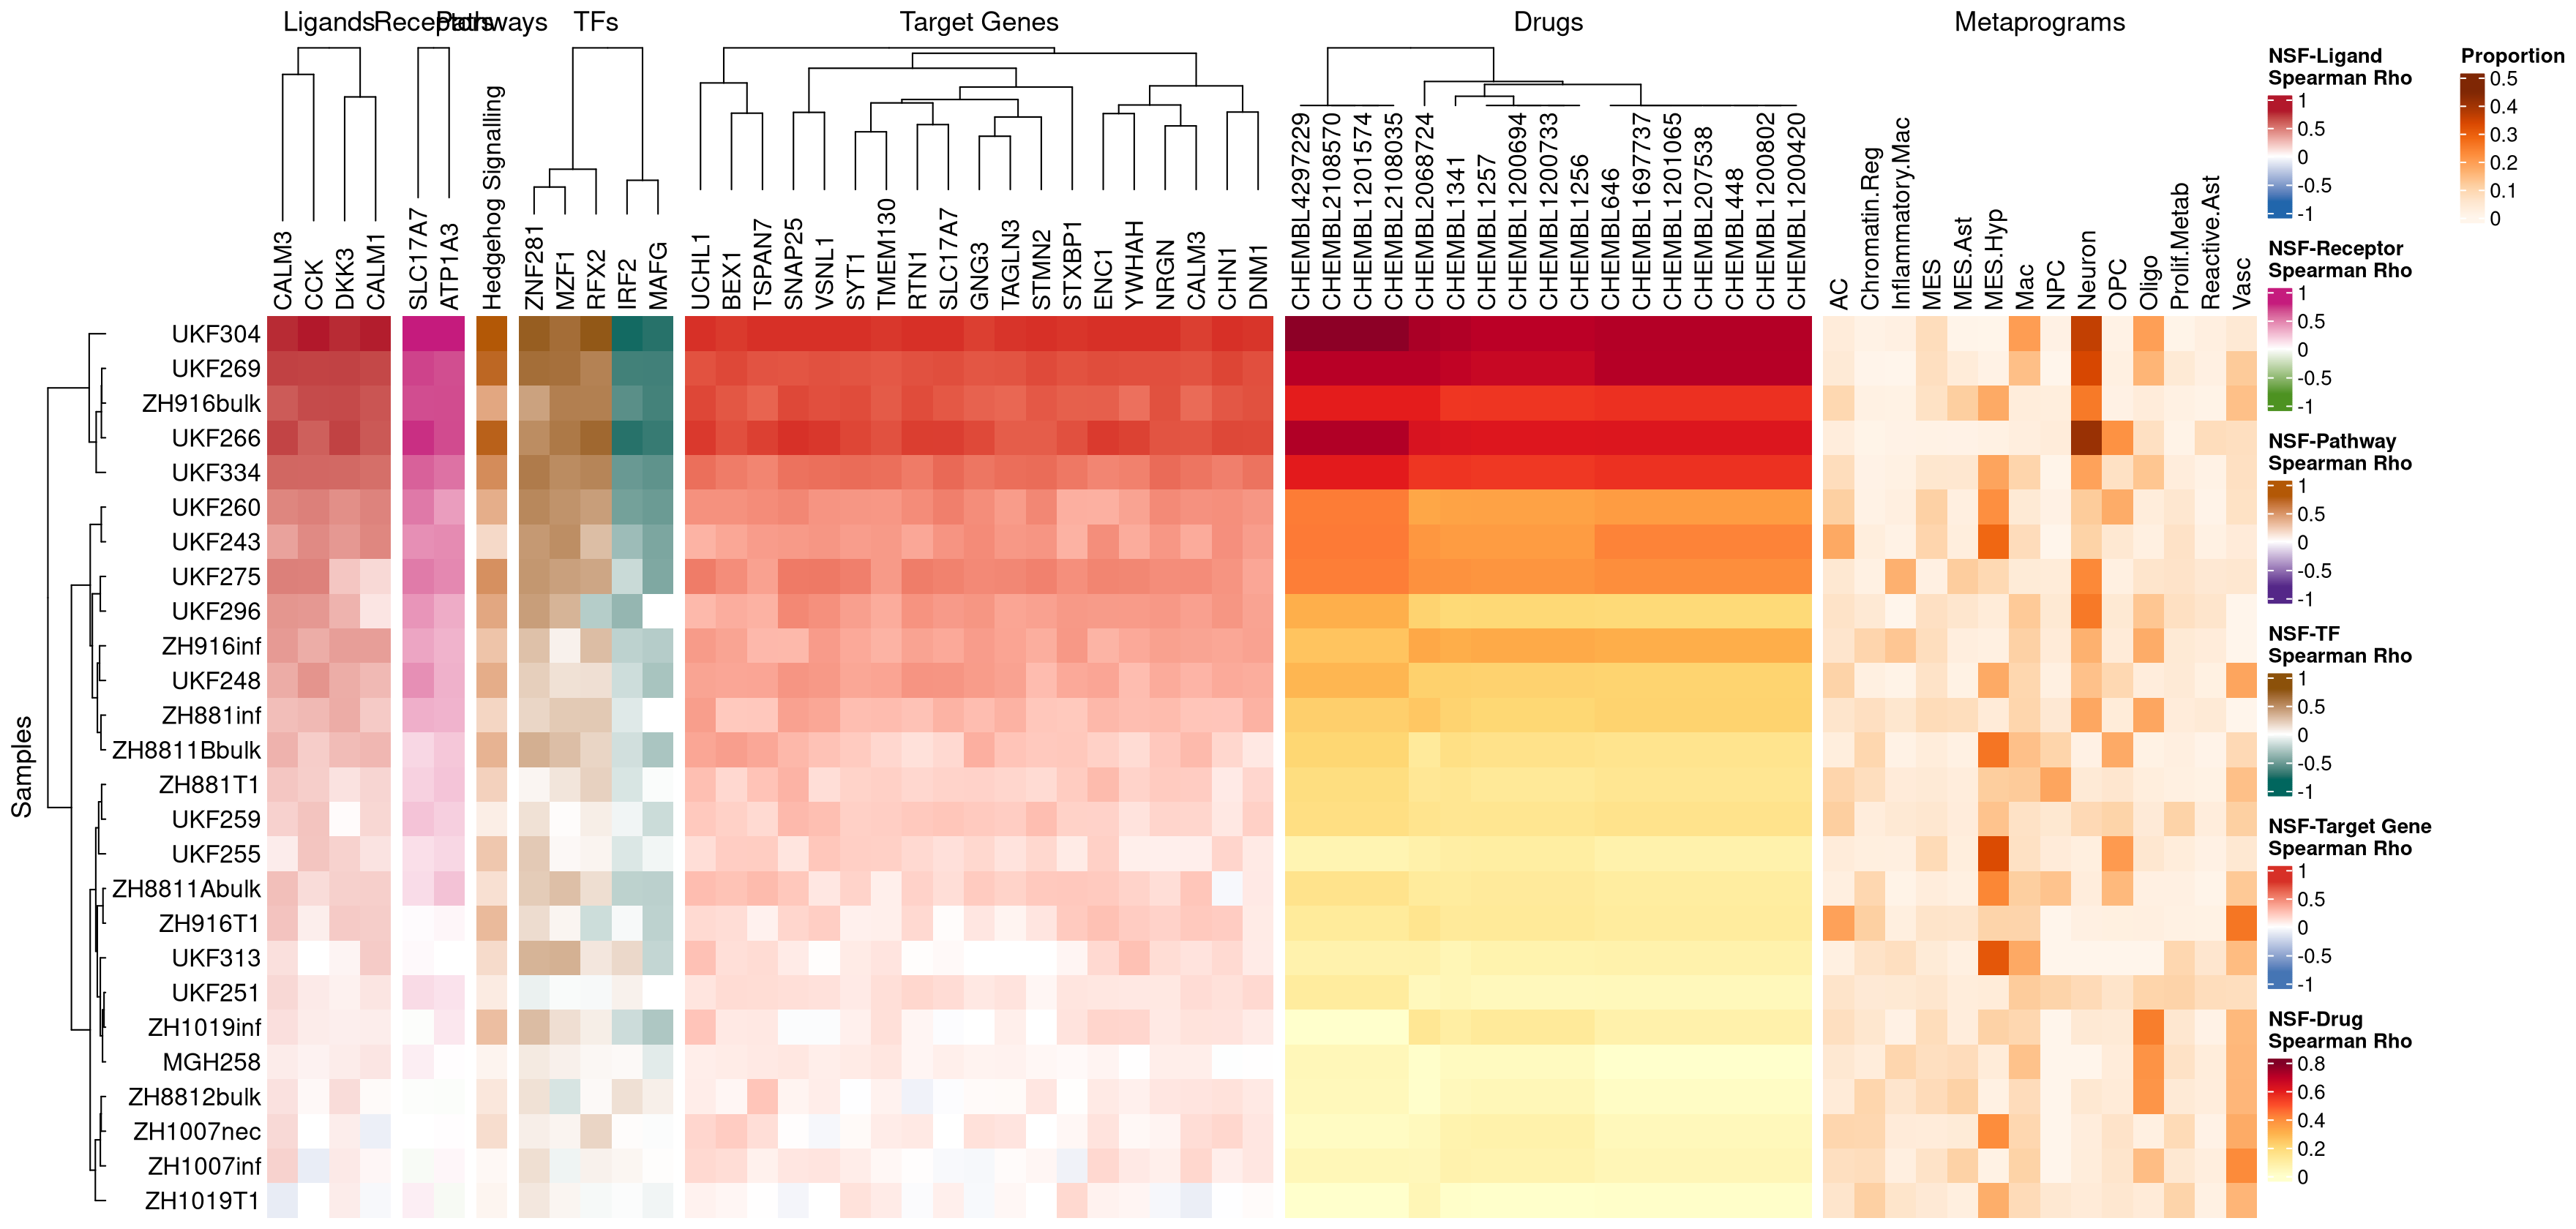 Ligands Receptors Pathways TFs Target Genes Drugs Metaprograms
CALM3
CCK
DKK3
CALM1
SLC17A7
ATP1A3
Hedgehog Signalling
ZNF281
MZF1
RFX2
IRF2
MAFG
UCHL1
BEX1
TSPAN7
SNAP25
VSNL1
SYT1
TMEM130
RTN1
SLC17A7
GNG3
TAGLN3
STMN2
STXBP1
ENC1
YWHAH
NRGN
CALM3
CHN1
DNM1
CHEMBL4297229
CHEMBL2108570
CHEMBL1201574
CHEMBL2108035
CHEMBL2068724
CHEMBL1341
CHEMBL1257
CHEMBL1200694
CHEMBL1200733
CHEMBL1256
CHEMBL646
CHEMBL1697737
CHEMBL1201065
CHEMBL207538
CHEMBL448
CHEMBL1200802
CHEMBL1200420
AC
Chromatin.Reg
Inflammatory.Mac
MES
MES.Ast
MES.Hyp
Mac
NPC
Neuron
OPC
Oligo
Prolif.Metab
Reactive.Ast
Vasc
Samples
UKF304
UKF269
ZH916bulk
UKF266
UKF334
UKF260
UKF243
UKF275
UKF296
ZH916inf
UKF248
ZH881inf
ZH8811Bbulk
ZH881T1
UKF259
UKF255
ZH8811Abulk
ZH916T1
UKF313
UKF251
ZH1019inf
MGH258
ZH8812bulk
ZH1007nec
ZH1007inf
ZH1019T1
NSF-Ligand
Spearman Rho
1
0.5
0
-0.5
-1
NSF-Receptor
Spearman Rho
1
0.5
0
-0.5
-1
NSF-Pathway
Spearman Rho
1
0.5
0
-0.5
-1
NSF-TF
Spearman Rho
1
0.5
0
-0.5
-1
NSF-Target Gene
Spearman Rho
1
0.5
0
-0.5
-1
NSF-Drug
Spearman Rho
0.8
0.6
0.4
0.2
0
Proportion
0.5
0.4
0.3
0.2
0.1
0